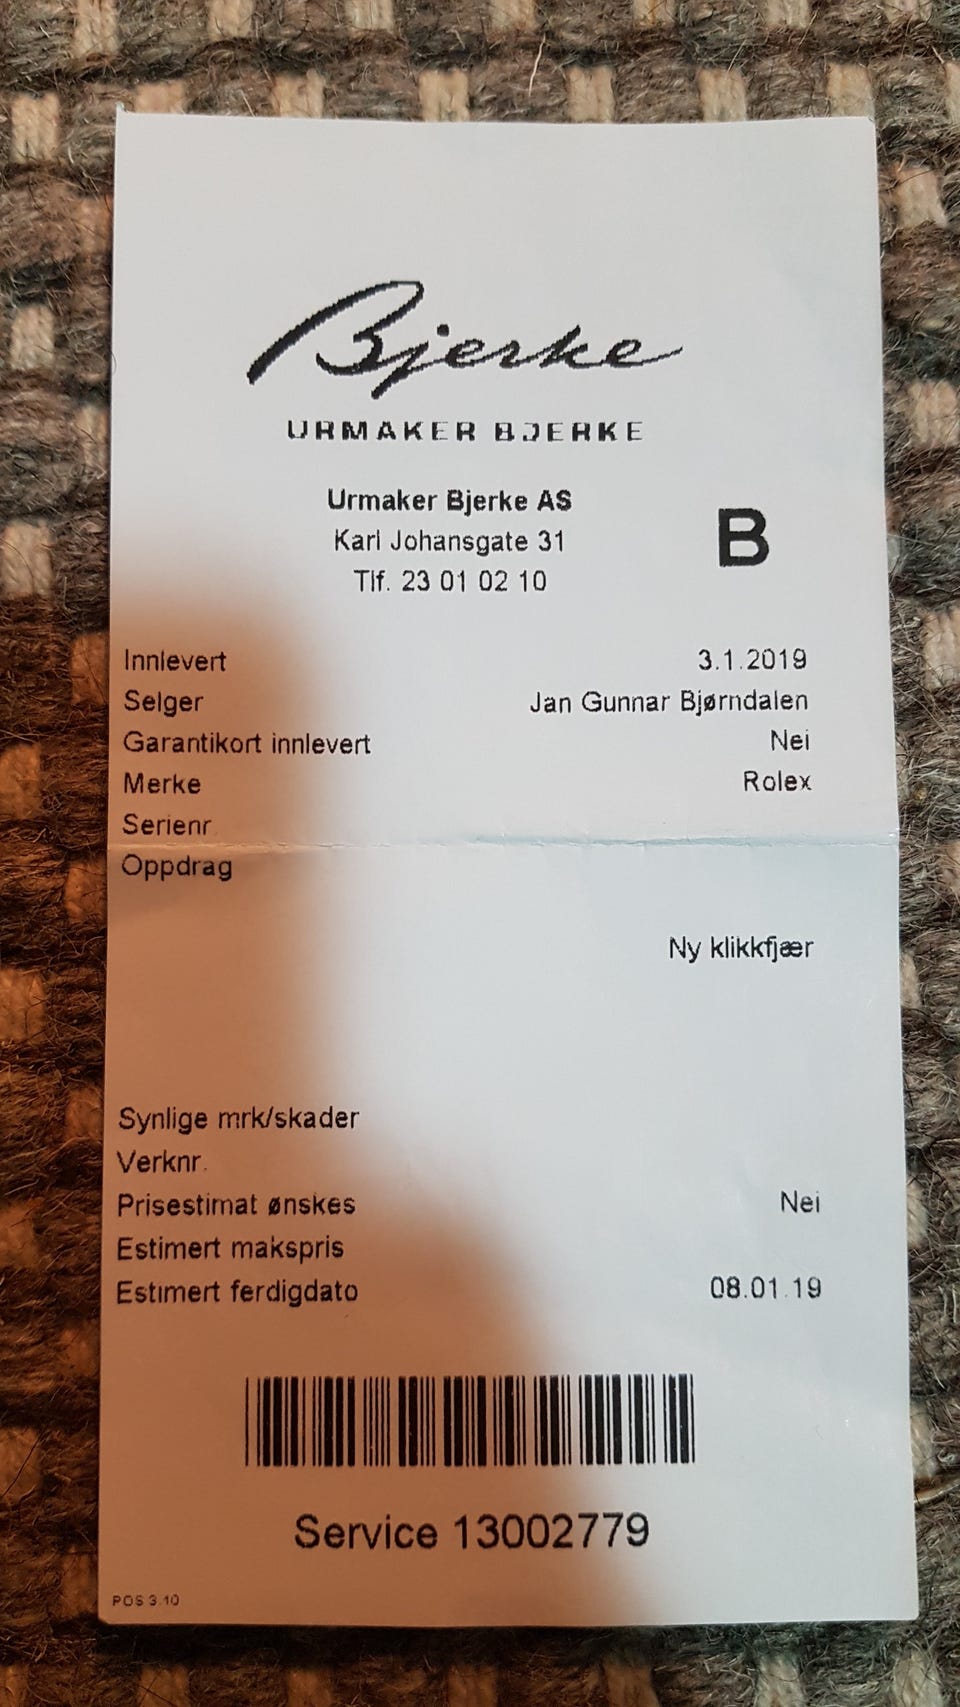 Bjerke
URMAKER BJERKE
Urmaker Bjerke AS
Karl Johansgate 31
Tlf. 23 01 02 10
B
Innlevert 3.1.2019
Selger Jan Gunnar Bjørndalen
Garantikort innlevert Nei
Merke Rolex
Serienr.
Oppdrag
Ny klikkfjær
Synlige mrk/skader
Verknr.
Prisestimat ønskes Nei
Estimert makspris
Estimert ferdigdato 08.01.19
Service 13002779
POS 3.10